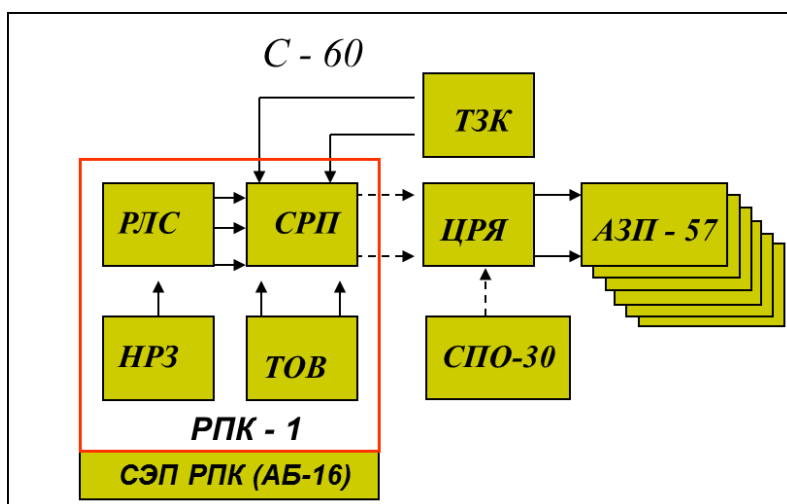 С - 60
ТЗК
РЛС
СРП
ЦРЯ
АЗП - 57
НРЗ
ТОВ
СПО-30
РПК - 1
СЭП РПК (АБ-16)